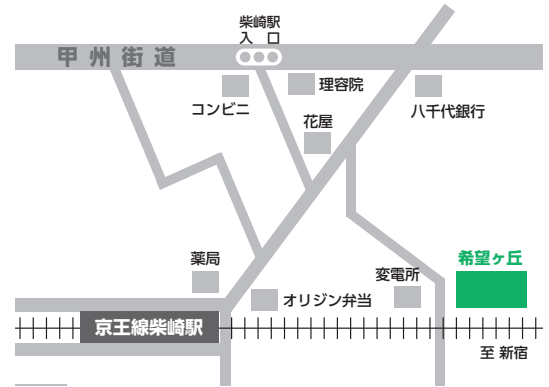 柴崎駅
入口
甲州街道
コンビニ
理容院
八千代銀行
花屋
薬局
希望ヶ丘
変電所
オリジン弁当
京王線柴崎駅
至 新宿